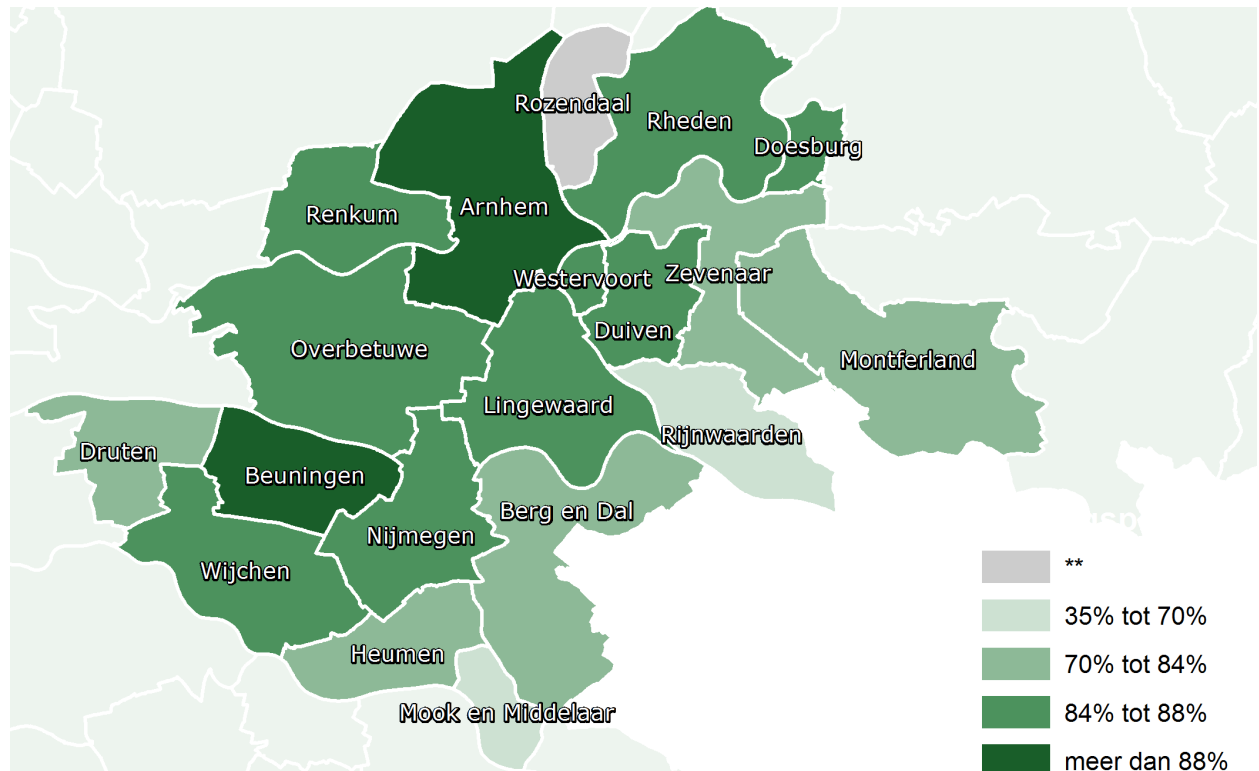 Rozendaal
Rheden
Doesburg
Renkum
Arnhem
Westervoort
Zevenaar
Duiven
Overbetuwe
Montferland
Lingewaard
Rijnwaarden
Druten
Beuningen
Berg en Dal
Nijmegen
Wijchen
Heumen
Mook en Middelaar
**
35% tot 70%
70% tot 84%
84% tot 88%
meer dan 88%